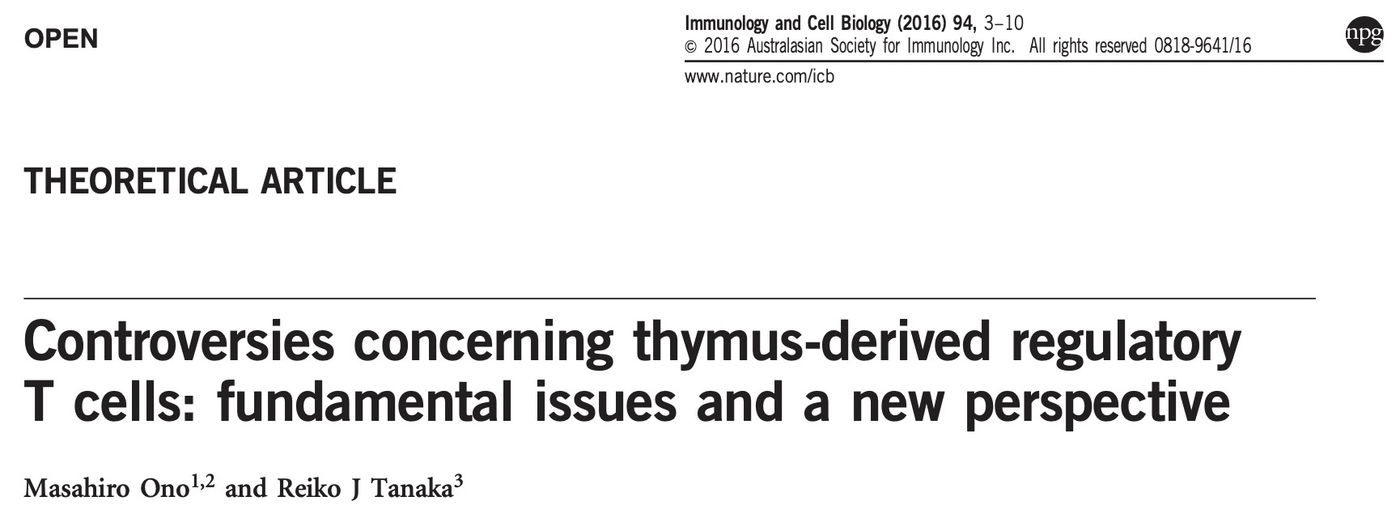 OPEN
Immunology and Cell Biology (2016) 94, 3–10
© 2016 Australasian Society for Immunology Inc. All rights reserved 0818-9641/16
npg
www.nature.com/icb
THEORETICAL ARTICLE
Controversies concerning thymus-derived regulatory
T cells: fundamental issues and a new perspective
Masahiro Ono1,2 and Reiko J Tanaka3